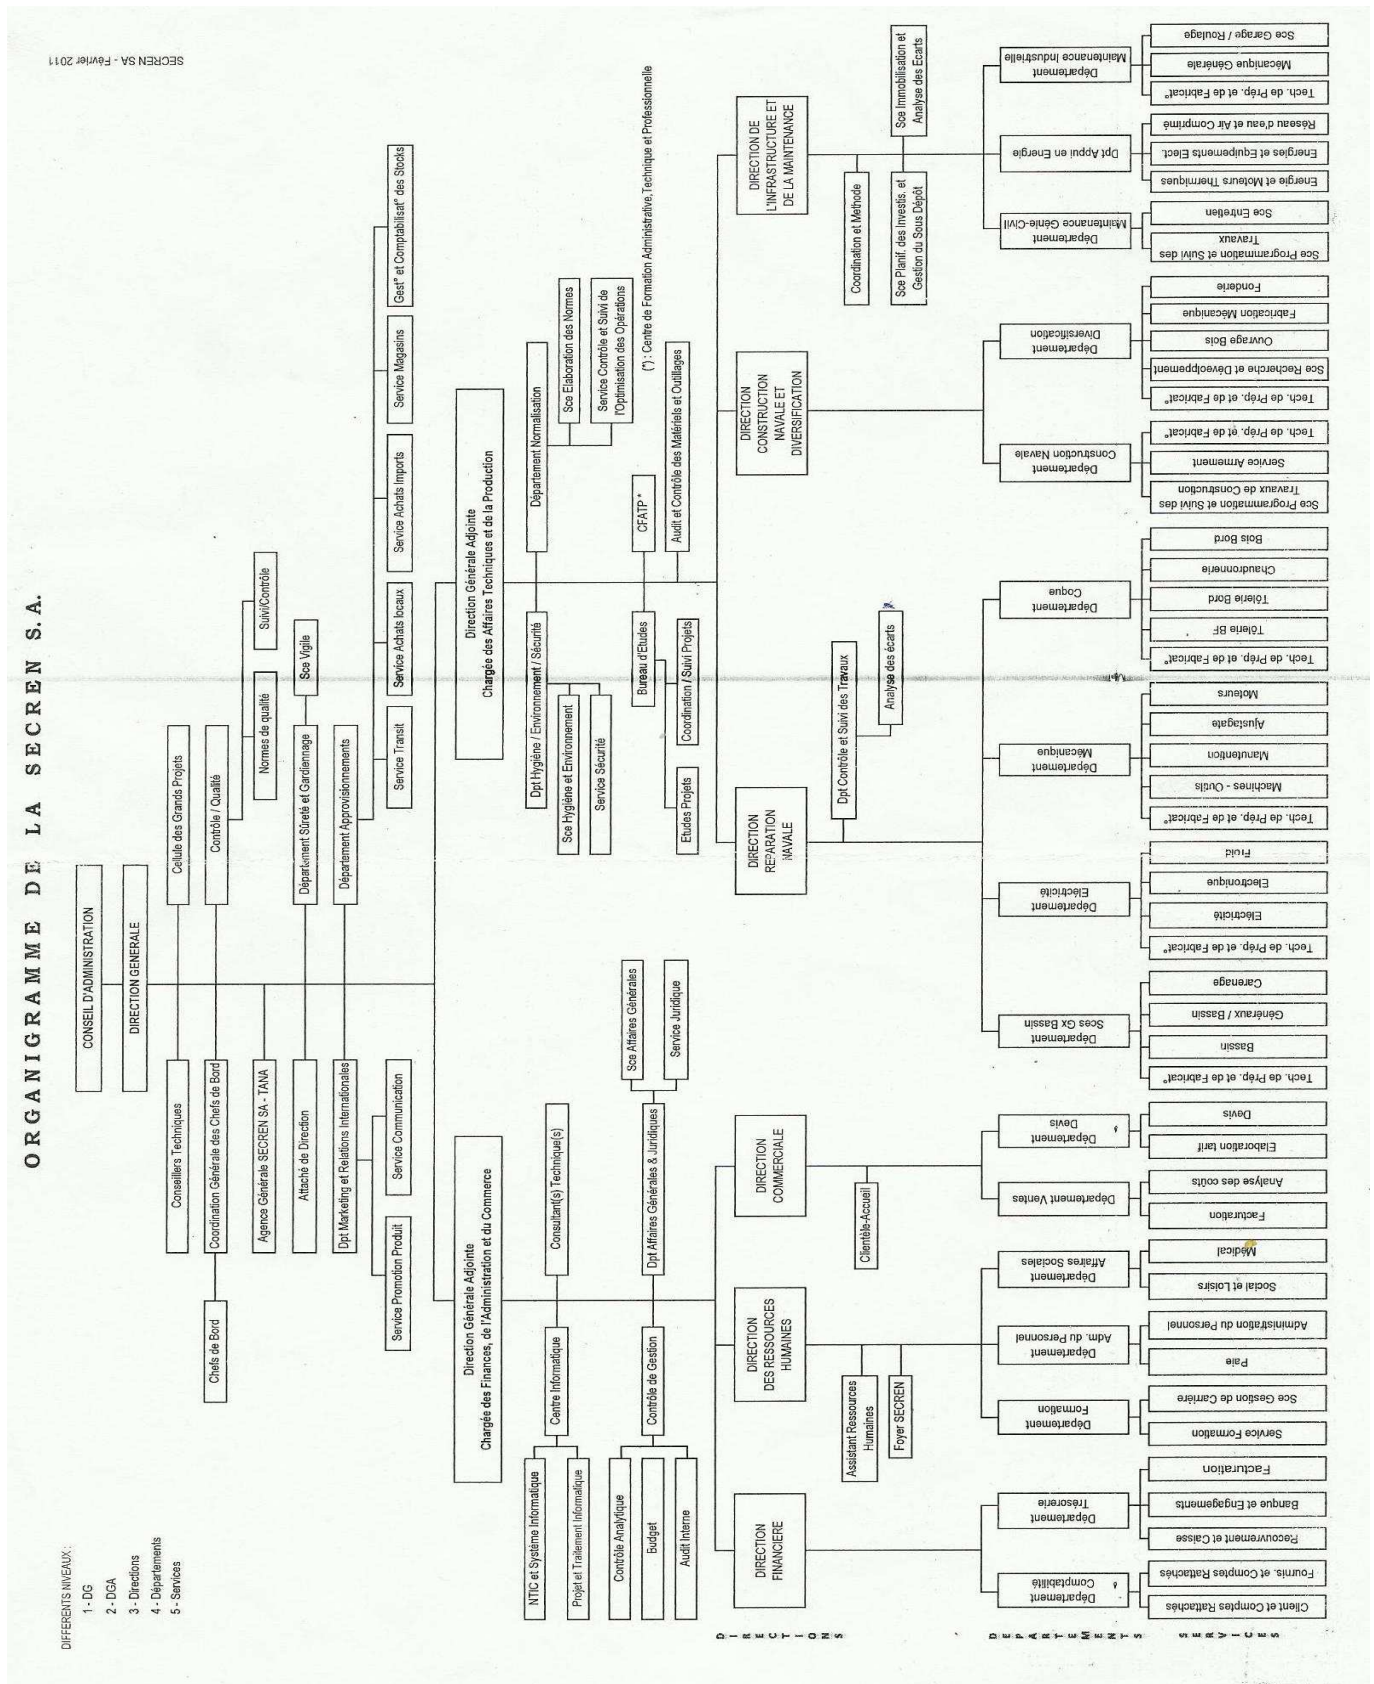 ORGANIGRAMME DE LA SECREN S.A.
SECREN SA - Février 2011
DIFFERENTS NIVEAUX:
1 - DG
2 - DGA
3 - Directions
4 - Départements
5 - Services
CONSEIL D'ADMINISTRATION
DIRECTION GENERALE
Conseillers Techniques
Cellule des Grands Projets
Chefs de Bord
Coordination Générale des Chefs de Bord
Contrôle / Qualité
Normes de qualité
Suivi/Contrôle
Agence Générale SECREN SA - TANA
Attaché de Direction
Département Sûreté et Gardiennage
Sce Vigile
Dpt Marketing et Relations Internationales
Département Approvisionnements
Service Promotion Produit
Service Communication
Service Transit
Service Achats locaux
Service Achats Imports
Service Magasins
Gest° et Comptabilisat° des Stocks
Direction Générale Adjointe
Chargée des Finances, de l'Administration et du Commerce
Direction Générale Adjointe
Chargée des Affaires Techniques et de la Production
NTIC et Système Informatique
Projet et Traitement Informatique
Centre Informatique
Consultant(s) Technique(s)
Contrôle Analytique
Budget
Audit Interne
Contrôle de Gestion
Dpt Affaires Générales & Juridiques
Sce Affaires Générales
Service Juridique
Dpt Hygiène / Environnement / Sécurité
Sce Hygiène et Environnement
Service Sécurité
Département Normalisation
Sce Elaboration des Normes
Service Contrôle et Suivi de
l'Optimisation des Opérations
Bureau d'Etudes
Etudes Projets
Coordination / Suivi Projets
CFATP *
Audit et Contrôle des Matériels et Outillages
(*) : Centre de Formation Administrative, Technique et Professionnelle
DIRECTIONS
DIRECTION
FINANCIERE
DIRECTION
DES RESSOURCES
HUMAINES
DIRECTION
COMMERCIALE
DIRECTION
REPARATION
NAVALE
DIRECTION
CONSTRUCTION
NAVALE ET
DIVERSIFICATION
DIRECTION DE
L'INFRASTRUCTURE ET
DE LA MAINTENANCE
Assistant Ressources
Humaines
Foyer SECREN
Clientèle-Accueil
Dpt Contrôle et Suivi des Travaux
Analyse des écarts
Coordination et Methode
Sce Planif. des Investis. et
Gestion du Sous Dépôt
Sce Immobilisation et
Analyse des Ecarts
DEPARTEMENTS
Département
Comptabilité
Département
Trésorerie
Département
Formation
Département
Adm. du Personnel
Département
Affaires Sociales
Département Ventes
Département
Devis
Département
Sces Gx Bassin
Département
Eléctricité
Département
Mécanique
Département
Coque
Département
Construction Navale
Département
Diversification
Département
Maintenance Génie-Civil
Dpt Appui en Energie
Département
Maintenance Industrielle
SERVICES
Client et Comptes Rattachés
Fournis. et Comptes Rattachés
Recouvrement et Caisse
Banque et Engagements
Facturation
Service Formation
Sce Gestion de Carrière
Paie
Administration du Personnel
Social et Loisirs
Médical
Facturation
Analyse des coûts
Elaboration tarif
Devis
Tech. de Prép. et de Fabricat°
Bassin
Généraux / Bassin
Carenage
Tech. de Prép. et de Fabricat°
Eléctricité
Electronique
Froid
Tech. de Prép. et de Fabricat°
Machines - Outils
Manutention
Ajustagate
Moteurs
Tech. de Prép. et de Fabricat°
Tôlerie BF
Tôlerie Bord
Chaudronnerie
Bois Bord
Sce Programmation et Suivi des
Travaux de Construction
Service Armement
Tech. de Prép. et de Fabricat°
Tech. de Prép. et de Fabricat°
Sce Recherche et Déveolppement
Ouvrage Bois
Fabrication Mécanique
Fonderie
Sce Programmation et Suivi des
Travaux
Sce Entretien
Energie et Moteurs Thermiques
Energies et Equipements Elect.
Réseau d'eau et Air Comprimé
Tech. de Prép. et de Fabricat°
Mécanique Générale
Sce Garage / Roulage